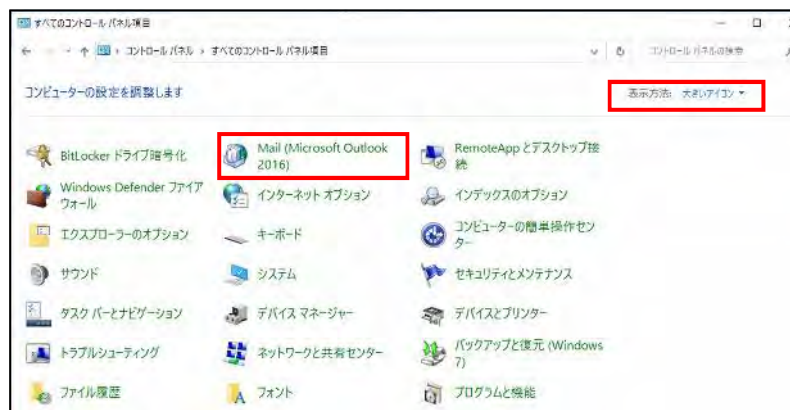 すべてのコントロール パネル項目
コントロール パネル › すべてのコントロール パネル項目
コントロール パネルの検索
コンピューターの設定を調整します
表示方法: 大きいアイコン
BitLocker ドライブ暗号化
Mail (Microsoft Outlook
2016)
RemoteApp とデスクトップ接
続
Windows Defender ファイア
ウォール
インターネット オプション
インデックスのオプション
エクスプローラーのオプション
キーボード
コンピューターの簡単操作セン
ター
サウンド
システム
セキュリティとメンテナンス
タスク バーとナビゲーション
デバイス マネージャー
デバイスとプリンター
トラブルシューティング
ネットワークと共有センター
バックアップと復元 (Windows
7)
ファイル履歴
フォント
プログラムと機能